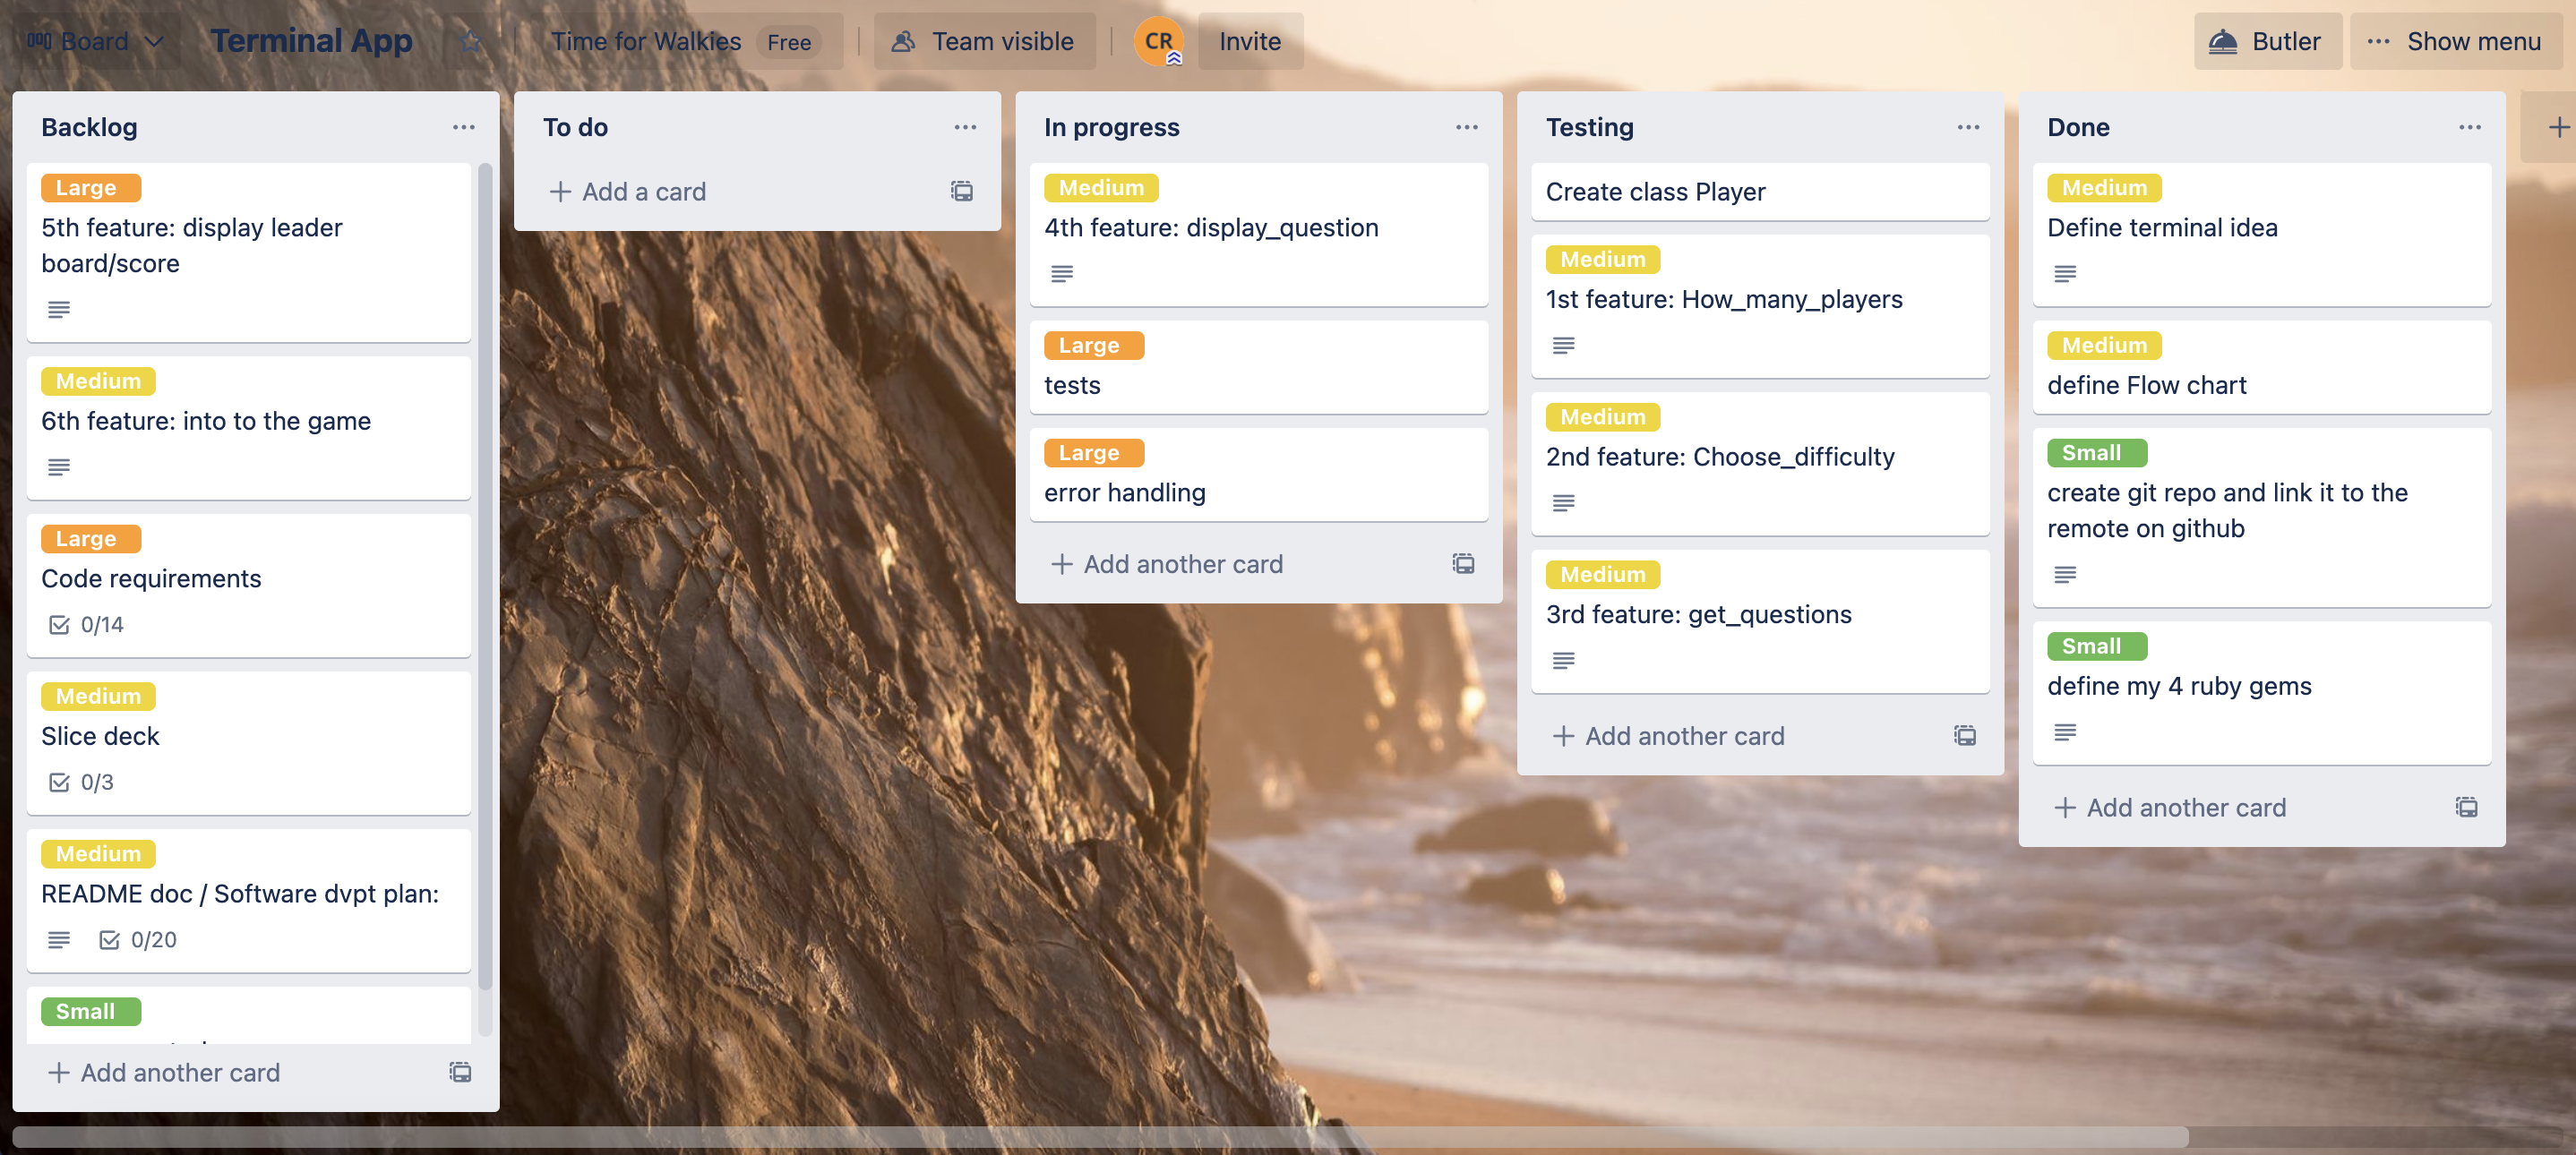 Board
Terminal App
Time for Walkies Free
Team visible
CR
Invite
Butler
Show menu
Backlog
Large
5th feature: display leader
board/score
Medium
6th feature: into to the game
Large
Code requirements
0/14
Medium
Slice deck
0/3
Medium
README doc / Software dvpt plan:
0/20
Small
+ Add another card
To do
+ Add a card
In progress
Medium
4th feature: display_question
Large
tests
Large
error handling
+ Add another card
Testing
Create class Player
Medium
1st feature: How_many_players
Medium
2nd feature: Choose_difficulty
Medium
3rd feature: get_questions
+ Add another card
Done
Medium
Define terminal idea
Medium
define Flow chart
Small
create git repo and link it to the
remote on github
Small
define my 4 ruby gems
+ Add another card